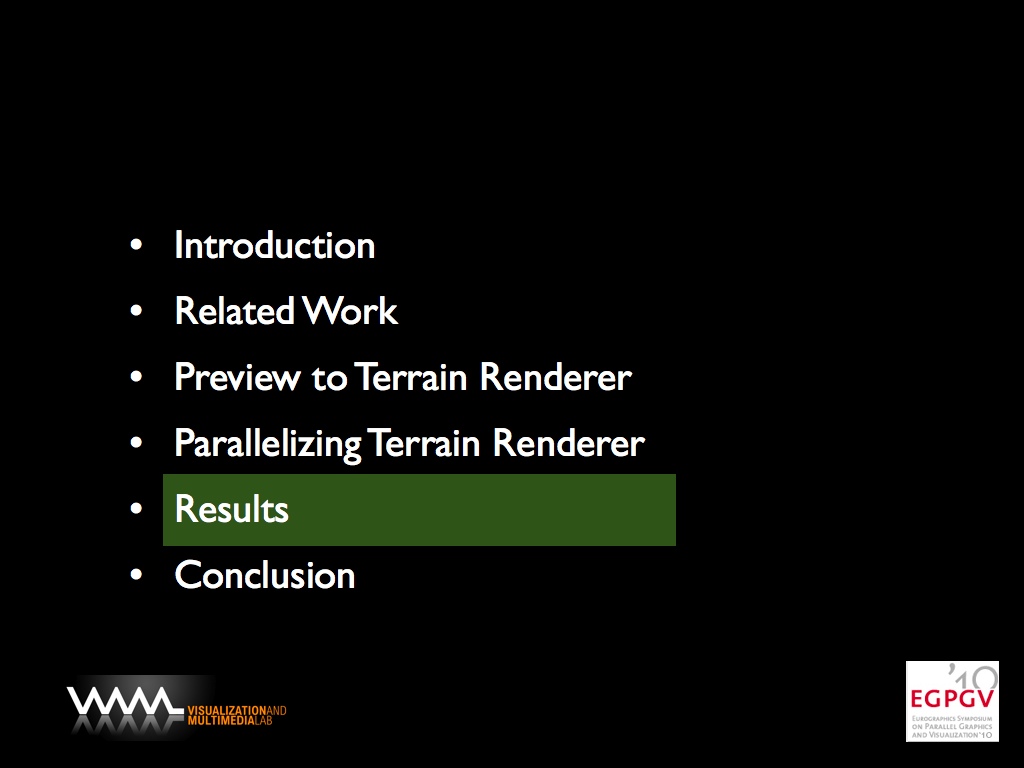 • Introduction
• Related Work
• Preview to Terrain Renderer
• Parallelizing Terrain Renderer
• Results
• Conclusion
VISUALIZATIONAND
MULTIMEDIALAB
'10
EGPGV
EUROGRAPHICS SYMPOSIUM
ON PARALLEL GRAPHICS
AND VISUALIZATION'10